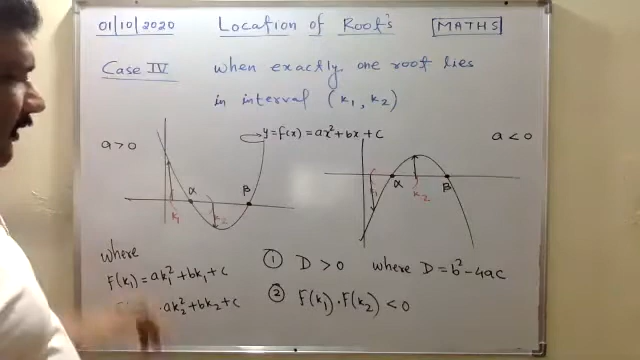 01/10/2020 Location of Roots MATHS
Case IV when exactly one root lies
in interval (k₁, k₂)
y=f(x) = ax²+bx+c
a>0
a<0
α β
k₁ k₂
α β
k₂
where
f(k₁) = ak₁²+bk₁+c
ak₂²+bk₂+c
① D > 0 where D = b²-4ac
② f(k₁).f(k₂) < 0